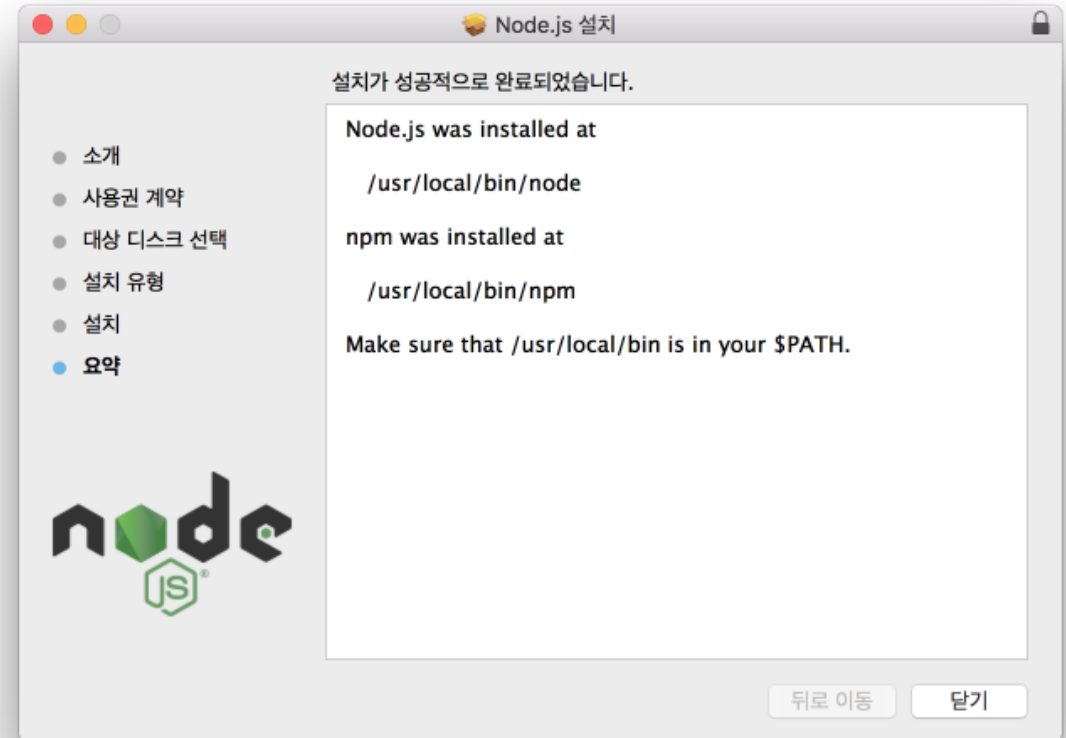 Node.js 설치
설치가 성공적으로 완료되었습니다.
소개
사용권 계약
대상 디스크 선택
설치 유형
설치
요약
Node.js was installed at
/usr/local/bin/node
npm was installed at
/usr/local/bin/npm
Make sure that /usr/local/bin is in your $PATH.
node
JS®
뒤로 이동
닫기